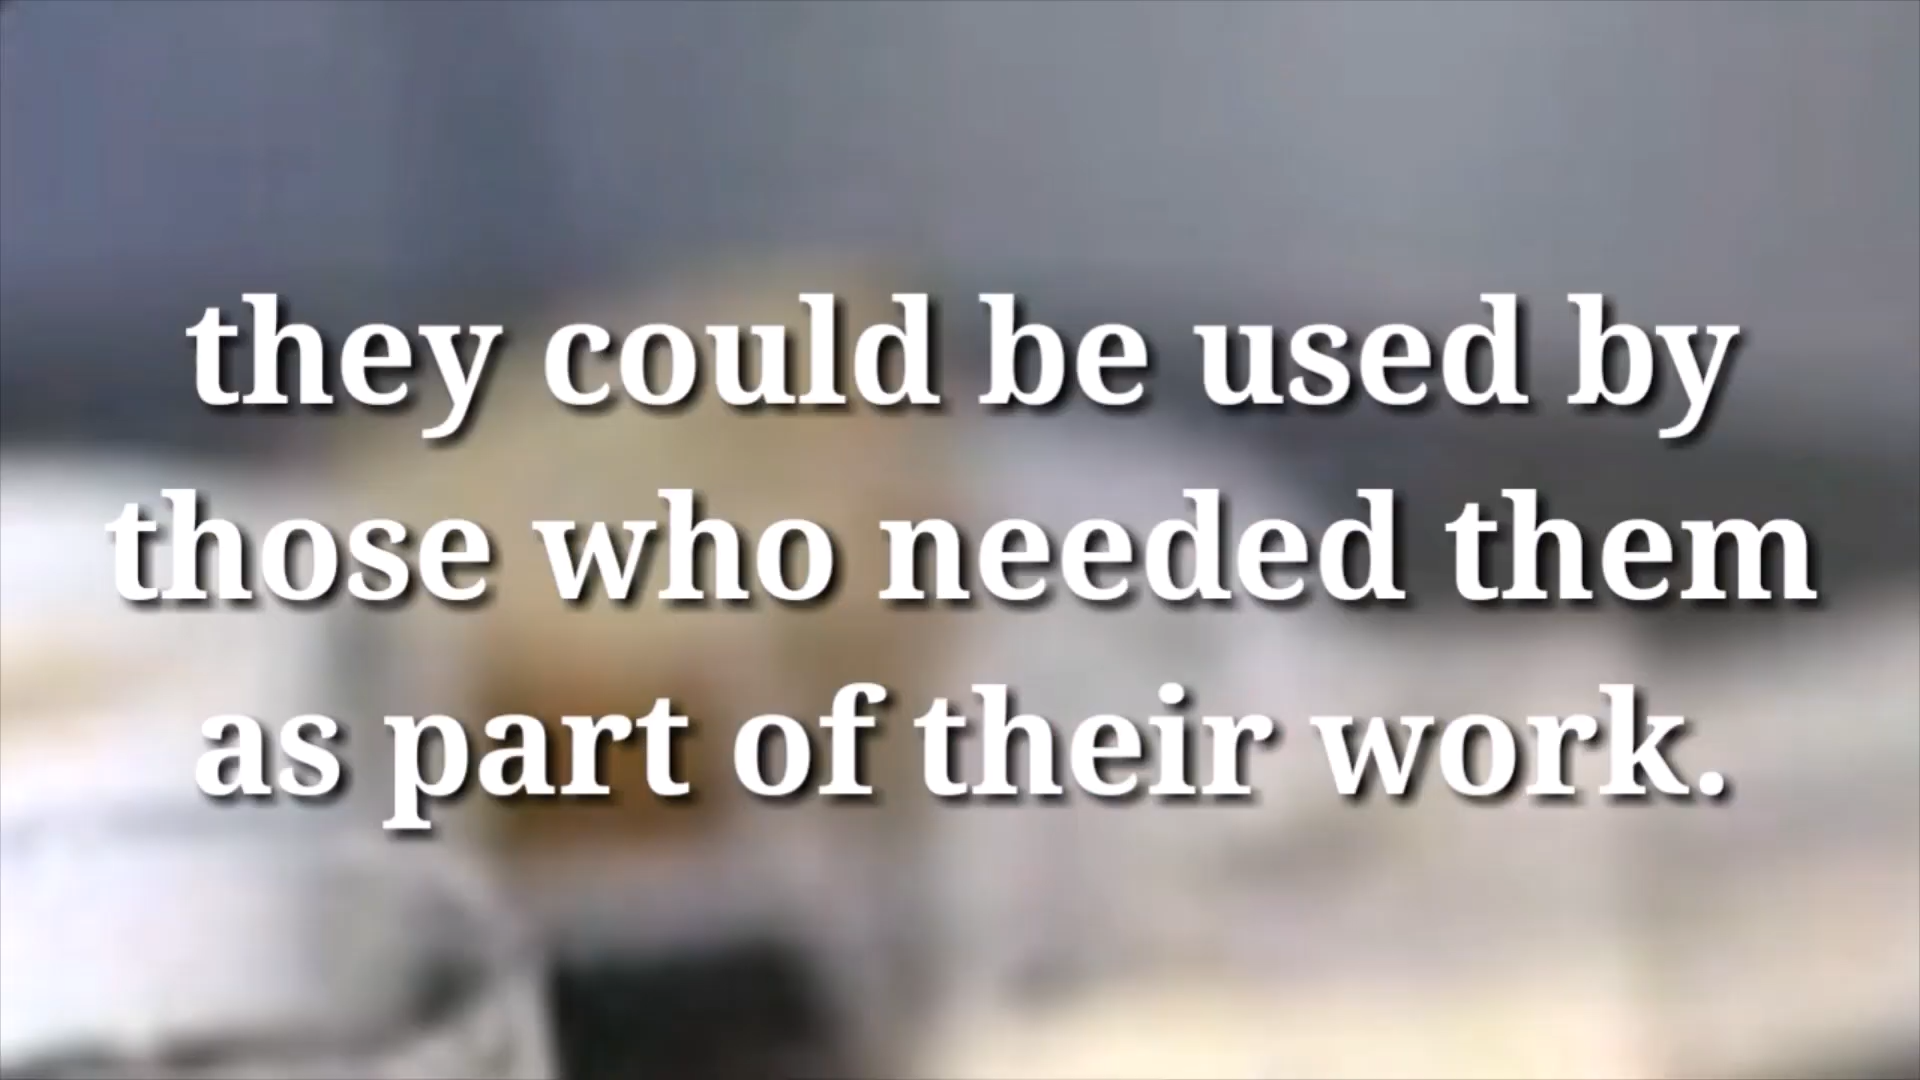 they could be used by
those who needed them
as part of their work.